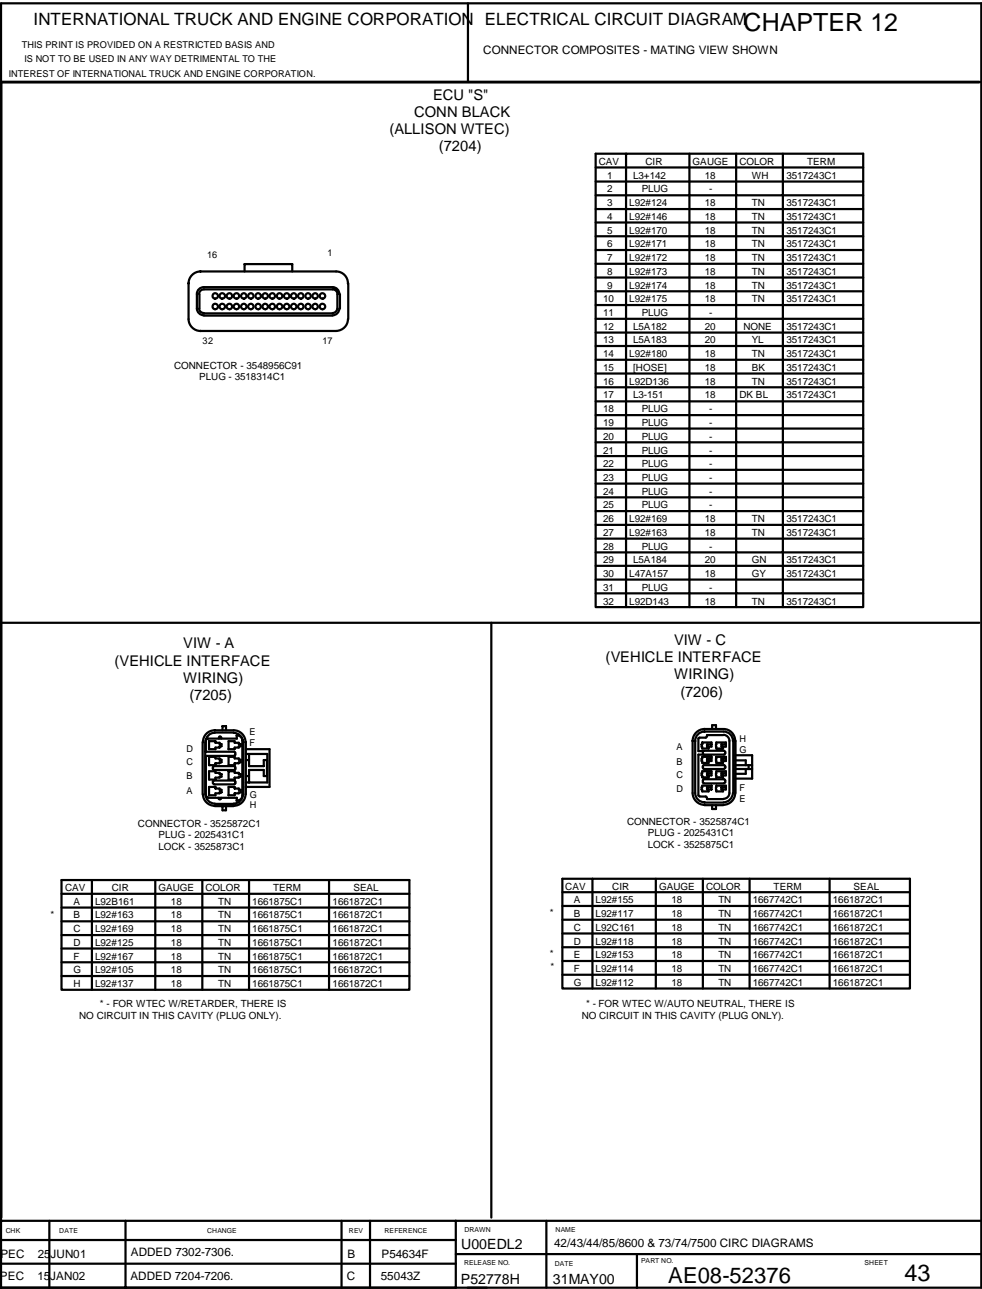 INTERNATIONAL TRUCK AND ENGINE CORPORATION
THIS PRINT IS PROVIDED ON A RESTRICTED BASIS AND
IS NOT TO BE USED IN ANY WAY DETRIMENTAL TO THE
INTEREST OF INTERNATIONAL TRUCK AND ENGINE CORPORATION.
ELECTRICAL CIRCUIT DIAGRAM CHAPTER 12
CONNECTOR COMPOSITES - MATING VIEW SHOWN
ECU "S"
CONN BLACK
(ALLISON WTEC)
(7204)
16 1
32 17
CONNECTOR - 3548956C91
PLUG - 3518314C1
CAV CIR GAUGE COLOR TERM
1 L3+142 18 WH 3517243C1
2 PLUG -
3 L92#124 18 TN 3517243C1
4 L92#146 18 TN 3517243C1
5 L92#170 18 TN 3517243C1
6 L92#171 18 TN 3517243C1
7 L92#172 18 TN 3517243C1
8 L92#173 18 TN 3517243C1
9 L92#174 18 TN 3517243C1
10 L92#175 18 TN 3517243C1
11 PLUG -
12 L5A182 20 NONE 3517243C1
13 L5A183 20 YL 3517243C1
14 L92#180 18 TN 3517243C1
15 [HOSE] 18 BK 3517243C1
16 L92D136 18 TN 3517243C1
17 L3-151 18 DK BL 3517243C1
18 PLUG -
19 PLUG -
20 PLUG -
21 PLUG -
22 PLUG -
23 PLUG -
24 PLUG -
25 PLUG -
26 L92#169 18 TN 3517243C1
27 L92#163 18 TN 3517243C1
28 PLUG -
29 L5A184 20 GN 3517243C1
30 L47A157 18 GY 3517243C1
31 PLUG -
32 L92D143 18 TN 3517243C1
VIW - A
(VEHICLE INTERFACE
WIRING)
(7205)
E
D F
C
B
A G
H
CONNECTOR - 3525872C1
PLUG - 2025431C1
LOCK - 3525873C1
CAV CIR GAUGE COLOR TERM SEAL
A L92B161 18 TN 1661875C1 1661872C1
* B L92#163 18 TN 1661875C1 1661872C1
C L92#169 18 TN 1661875C1 1661872C1
D L92#125 18 TN 1661875C1 1661872C1
F L92#167 18 TN 1661875C1 1661872C1
G L92#105 18 TN 1661875C1 1661872C1
H L92#137 18 TN 1661875C1 1661872C1
* - FOR WTEC W/RETARDER, THERE IS
NO CIRCUIT IN THIS CAVITY (PLUG ONLY).
VIW - C
(VEHICLE INTERFACE
WIRING)
(7206)
H
A G
B
C
D F
E
CONNECTOR - 3525874C1
PLUG - 2025431C1
LOCK - 3525875C1
CAV CIR GAUGE COLOR TERM SEAL
A L92#155 18 TN 1667742C1 1661872C1
* B L92#117 18 TN 1667742C1 1661872C1
C L92C161 18 TN 1667742C1 1661872C1
D L92#118 18 TN 1667742C1 1661872C1
* E L92#153 18 TN 1667742C1 1661872C1
* F L92#114 18 TN 1667742C1 1661872C1
G L92#112 18 TN 1667742C1 1661872C1
* - FOR WTEC W/AUTO NEUTRAL, THERE IS
NO CIRCUIT IN THIS CAVITY (PLUG ONLY).
CHK DATE CHANGE REV REFERENCE
PEC 25JUN01 ADDED 7302-7306. B P54634F
PEC 15JAN02 ADDED 7204-7206. C 55043Z
DRAWN
U00EDL2
NAME
42/43/44/85/8600 & 73/74/7500 CIRC DIAGRAMS
RELEASE NO.
P52778H
DATE
31MAY00
PART NO.
AE08-52376
SHEET 43